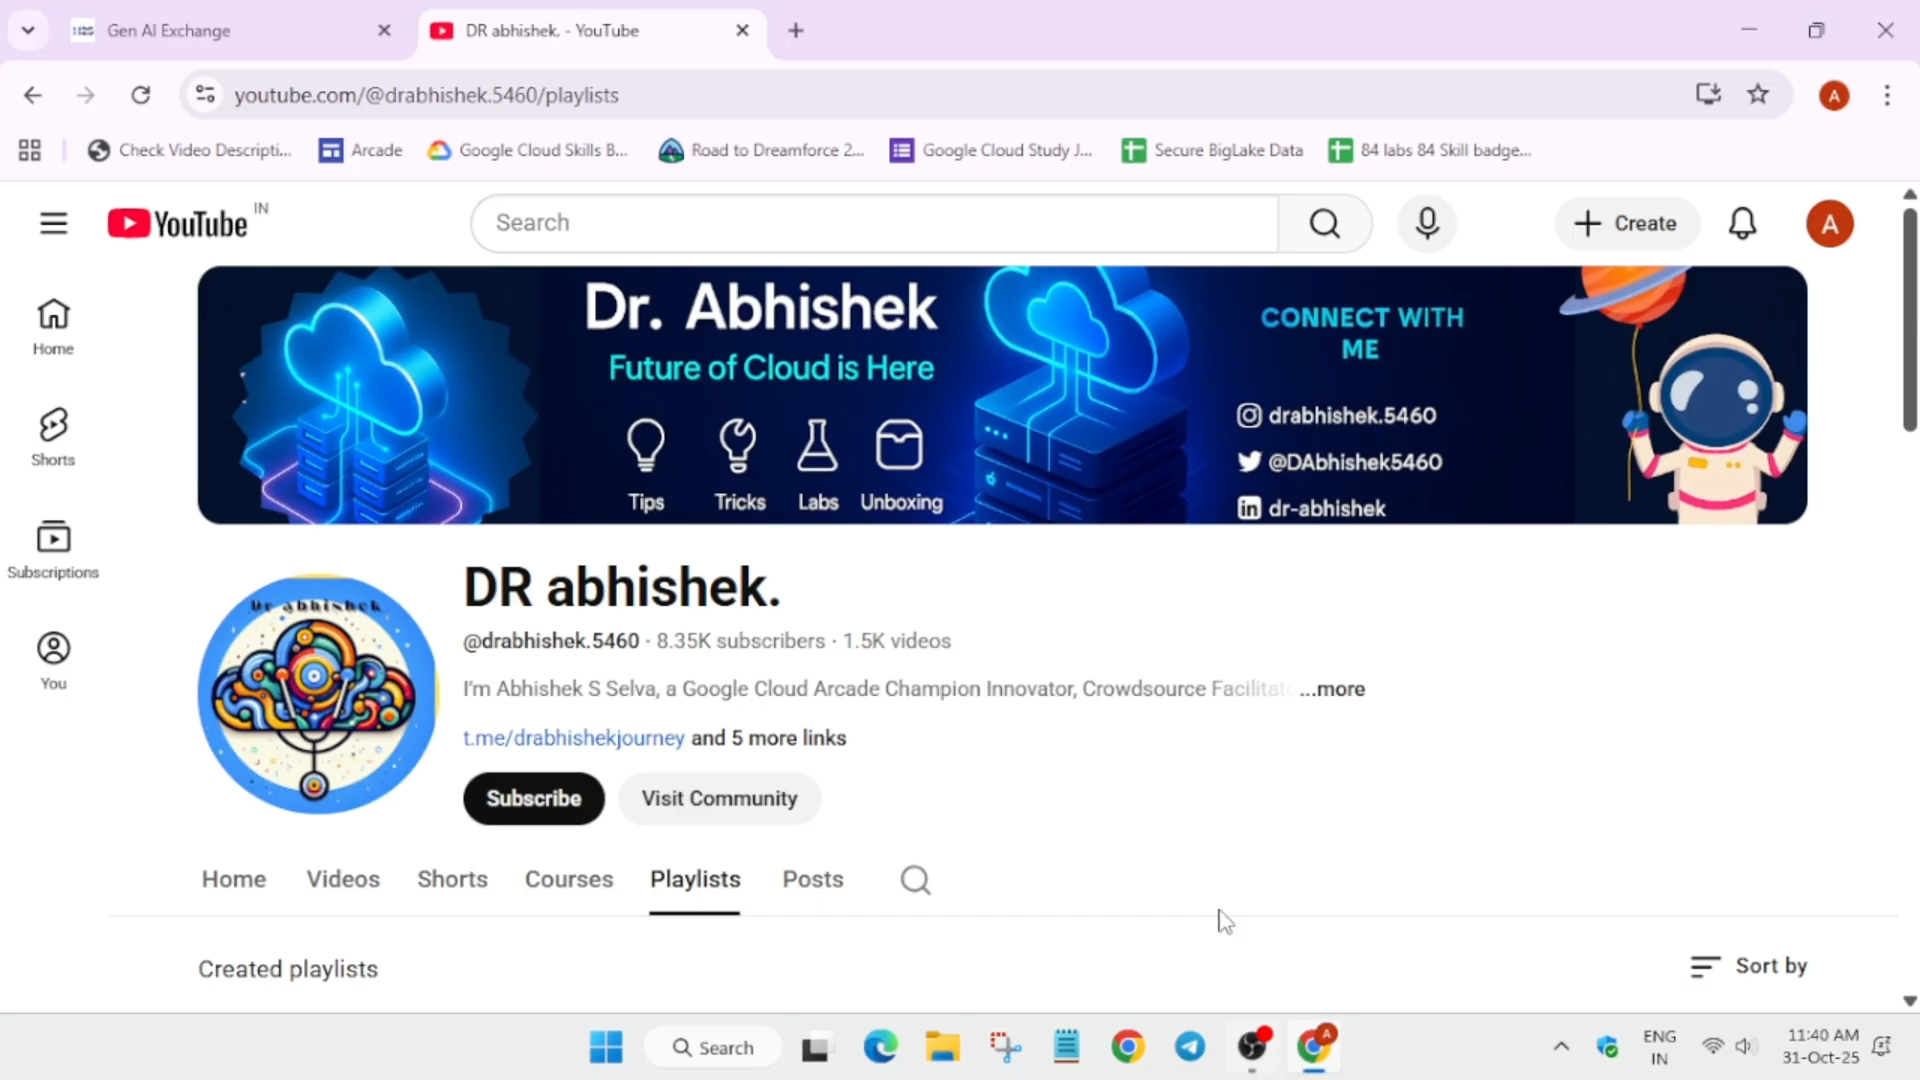 Gen AI Exchange
DR abhishek. - YouTube
youtube.com/@drabhishek.5460/playlists
A
Check Video Descripti...
Arcade
Google Cloud Skills B...
Road to Dreamforce 2...
Google Cloud Study J...
Secure BigLake Data
84 labs 84 Skill badge...
YouTube IN
Search
Create
A
Home
Shorts
Subscriptions
You
Dr. Abhishek
Future of Cloud is Here
Tips
Tricks
Labs
Unboxing
CONNECT WITH
ME
drabhishek.5460
@DAbhishek5460
dr-abhishek
Dr abhishek
DR abhishek.
@drabhishek.5460 · 8.35K subscribers · 1.5K videos
I'm Abhishek S Selva, a Google Cloud Arcade Champion Innovator, Crowdsource Facilitato ...more
t.me/drabhishekjourney and 5 more links
Subscribe
Visit Community
Home
Videos
Shorts
Courses
Playlists
Posts
Created playlists
Sort by
Search
A
ENG
IN
11:40 AM
31-Oct-25